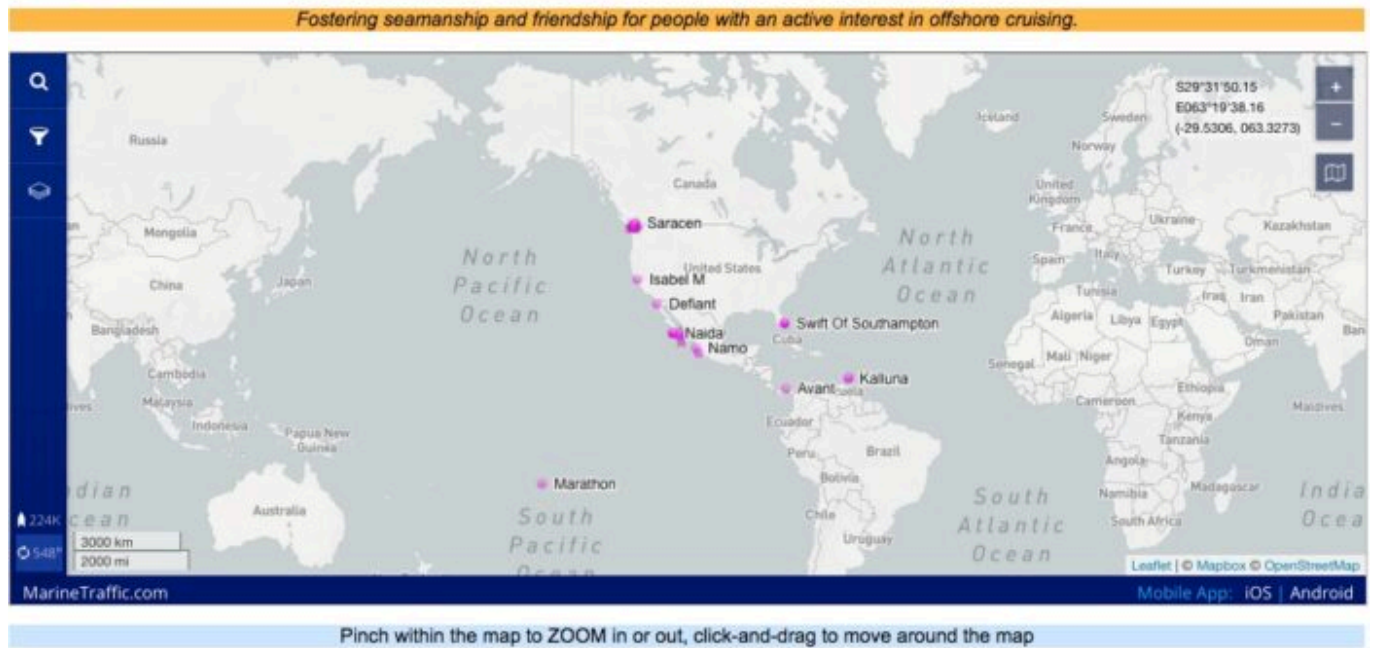 Fostering seamanship and friendship for people with an active interest in offshore cruising.
S29°31'50.15
E063°19'38.16
(-29.5306, 063.3273)
+
−
Iceland
Sweden
Russia
Norway
Canada
United
Kingdom
Saracen
Ukraine
Mongolia
France
Kazakhstan
North
Pacific
Ocean
North
Atlantic
Ocean
United States
Spain
Italy
Turkey
Turkmenistan
China
Japan
Isabel M
Tunisia
Iraq
Iran
Defiant
Algeria
Libya
Egypt
Pakistan
Bangladesh
Swift Of Southampton
Naida
Cuba
Oman
Namo
Senegal
Mali
Niger
Cambodia
Kalluna
Avant
Ethiopia
Malaysia
Cameroon
Maldives
Indonesia
Papua New
Guinea
Ecuador
Kenya
Tanzania
Peru
Brazil
Angola
Bolivia
Marathon
Namibia
Madagascar
Australia
South
Pacific
South
Atlantic
Ocean
Chile
Uruguay
South Africa
224K
3000 km
2000 mi
Leaflet | © Mapbox © OpenStreetMap
MarineTraffic.com
Mobile App: iOS | Android
Pinch within the map to ZOOM in or out, click-and-drag to move around the map